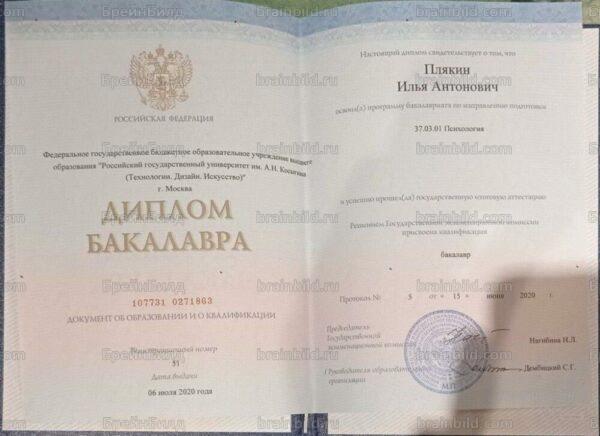 РОССИЙСКАЯ ФЕДЕРАЦИЯ
Федеральное государственное бюджетное образовательное учреждение высшего
образования "Российский государственный университет им. А.Н. Косыгина
(Технологии. Дизайн. Искусство)"
г. Москва
ДИПЛОМ
БАКАЛАВРА
107731 0271863
ДОКУМЕНТ ОБ ОБРАЗОВАНИИ И О КВАЛИФИКАЦИИ
Регистрационный номер
51
Дата выдачи
06 июля 2020 года
Настоящий диплом свидетельствует о том, что
Плякин
Илья Антонович
освоил(а) программу бакалавриата по направлению подготовки
37.03.01 Психология
и успешно прошел(ла) государственную итоговую аттестацию
Решением Государственной экзаменационной комиссии
присвоена квалификация
бакалавр
Протокол № 5 от « 15 » июня 2020 г.
Председатель
Государственной
экзаменационной комиссии
Нагибина Н.Л.
Руководитель образовательной
организации
Дембицкий С.Г.
М.П.
БрейнБилд
brainbild.ru
brainbild.com